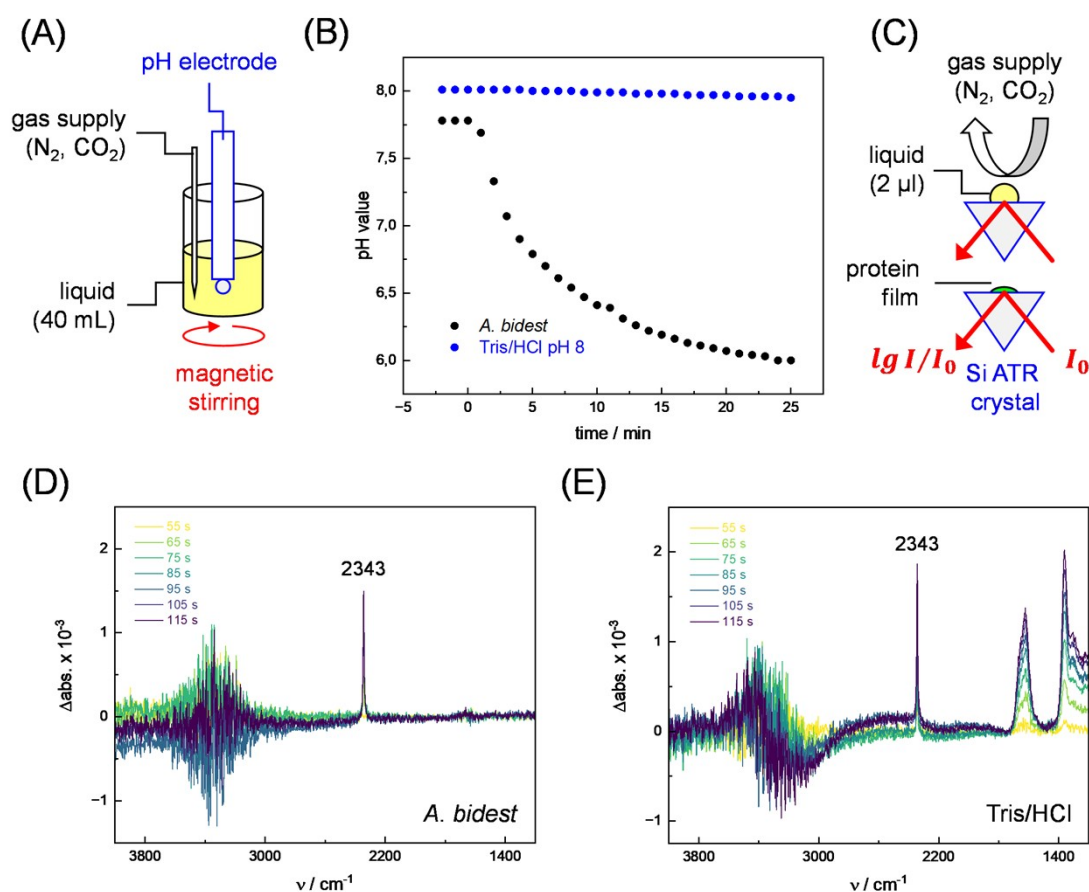 (A)
pH electrode
gas supply
(N₂, CO₂)
liquid
(40 mL)
magnetic
stirring
(B)
8,0
7,5
7,0
6,5
6,0
pH value
A. bidest
Tris/HCl pH 8
−5
0
5
10
15
20
25
time / min
(C)
gas supply
(N₂, CO₂)
liquid
(2 µl)
protein
film
lg I/I₀
I₀
Si ATR
crystal
(D)
55 s
65 s
75 s
85 s
95 s
105 s
115 s
2343
2
1
0
−1
Δabs. x 10⁻³
A. bidest
3800
3000
2200
1400
ν / cm⁻¹
(E)
55 s
65 s
75 s
85 s
95 s
105 s
115 s
2343
2
1
0
−1
Δabs. x 10⁻³
Tris/HCl
3800
3000
2200
1400
ν / cm⁻¹